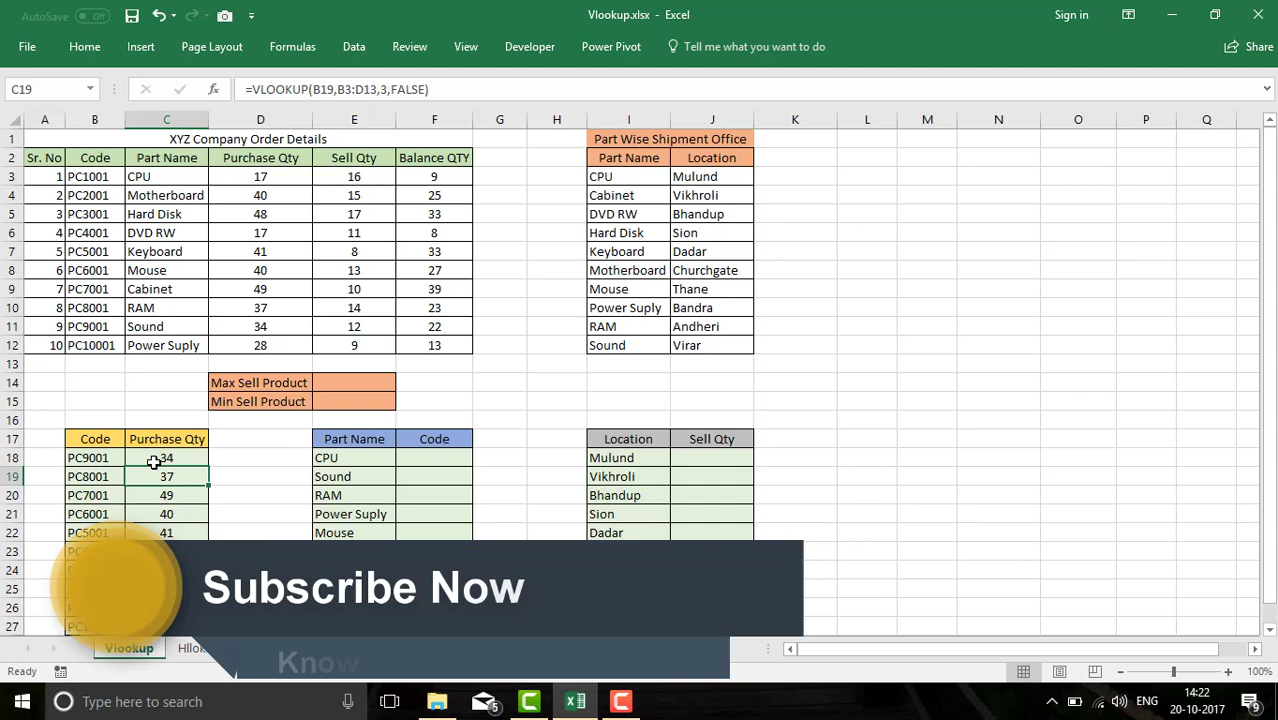 AutoSave Off
Vlookup.xlsx - Excel
Sign in
File Home Insert Page Layout Formulas Data Review View Developer Power Pivot Tell me what you want to do Share
C19 fx =VLOOKUP(B19,B3:D13,3,FALSE)
A B C D E F G H I J K L M N O P Q
1 XYZ Company Order Details Part Wise Shipment Office
2 Sr. No Code Part Name Purchase Qty Sell Qty Balance QTY Part Name Location
3 1 PC1001 CPU 17 16 9 CPU Mulund
4 2 PC2001 Motherboard 40 15 25 Cabinet Vikhroli
5 3 PC3001 Hard Disk 48 17 33 DVD RW Bhandup
6 4 PC4001 DVD RW 17 11 8 Hard Disk Sion
7 5 PC5001 Keyboard 41 8 33 Keyboard Dadar
8 6 PC6001 Mouse 40 13 27 Motherboard Churchgate
9 7 PC7001 Cabinet 49 10 39 Mouse Thane
10 8 PC8001 RAM 37 14 23 Power Suply Bandra
11 9 PC9001 Sound 34 12 22 RAM Andheri
12 10 PC10001 Power Suply 28 9 13 Sound Virar
13
14 Max Sell Product
15 Min Sell Product
16
17 Code Purchase Qty Part Name Code Location Sell Qty
18 PC9001 34 CPU Mulund
19 PC8001 37 Sound Vikhroli
20 PC7001 49 RAM Bhandup
21 PC6001 40 Power Suply Sion
22 PC5001 41 Mouse Dadar
23
24
25
26
27
Subscribe Now
Know
Vlookup
Ready
100%
Type here to search
5
ENG
14:22
20-10-2017
9